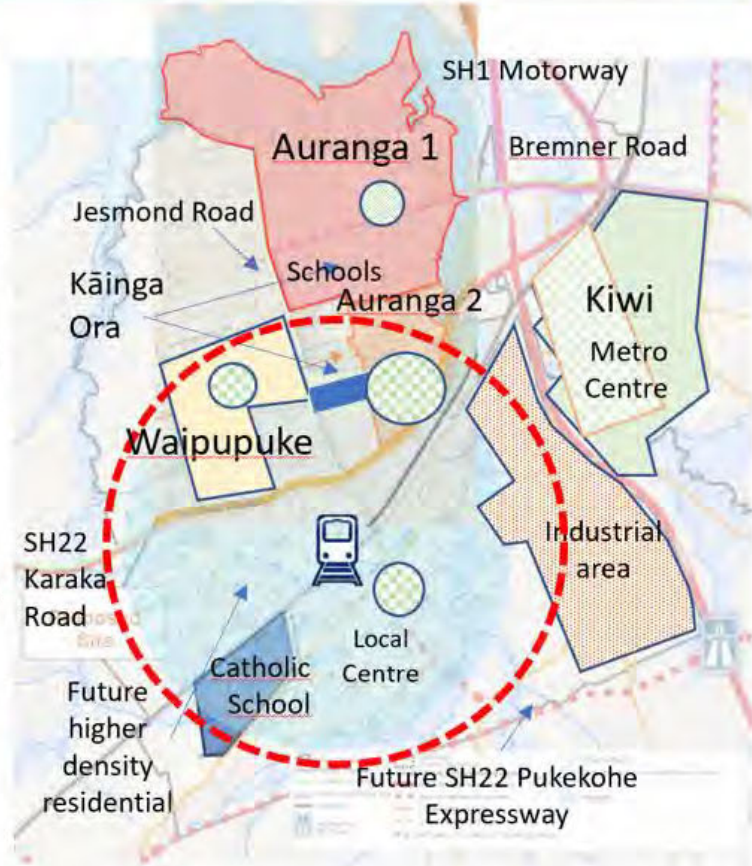 SH1 Motorway
Auranga 1
Bremner Road
Jesmond Road
Schools
Kāinga
Ora
Auranga 2
Kiwi
Metro
Centre
Waipupuke
SH22
Karaka
Road
Industrial
area
Local
Centre
Catholic
School
Future
higher
density
residential
Future SH22 Pukekohe
Expressway